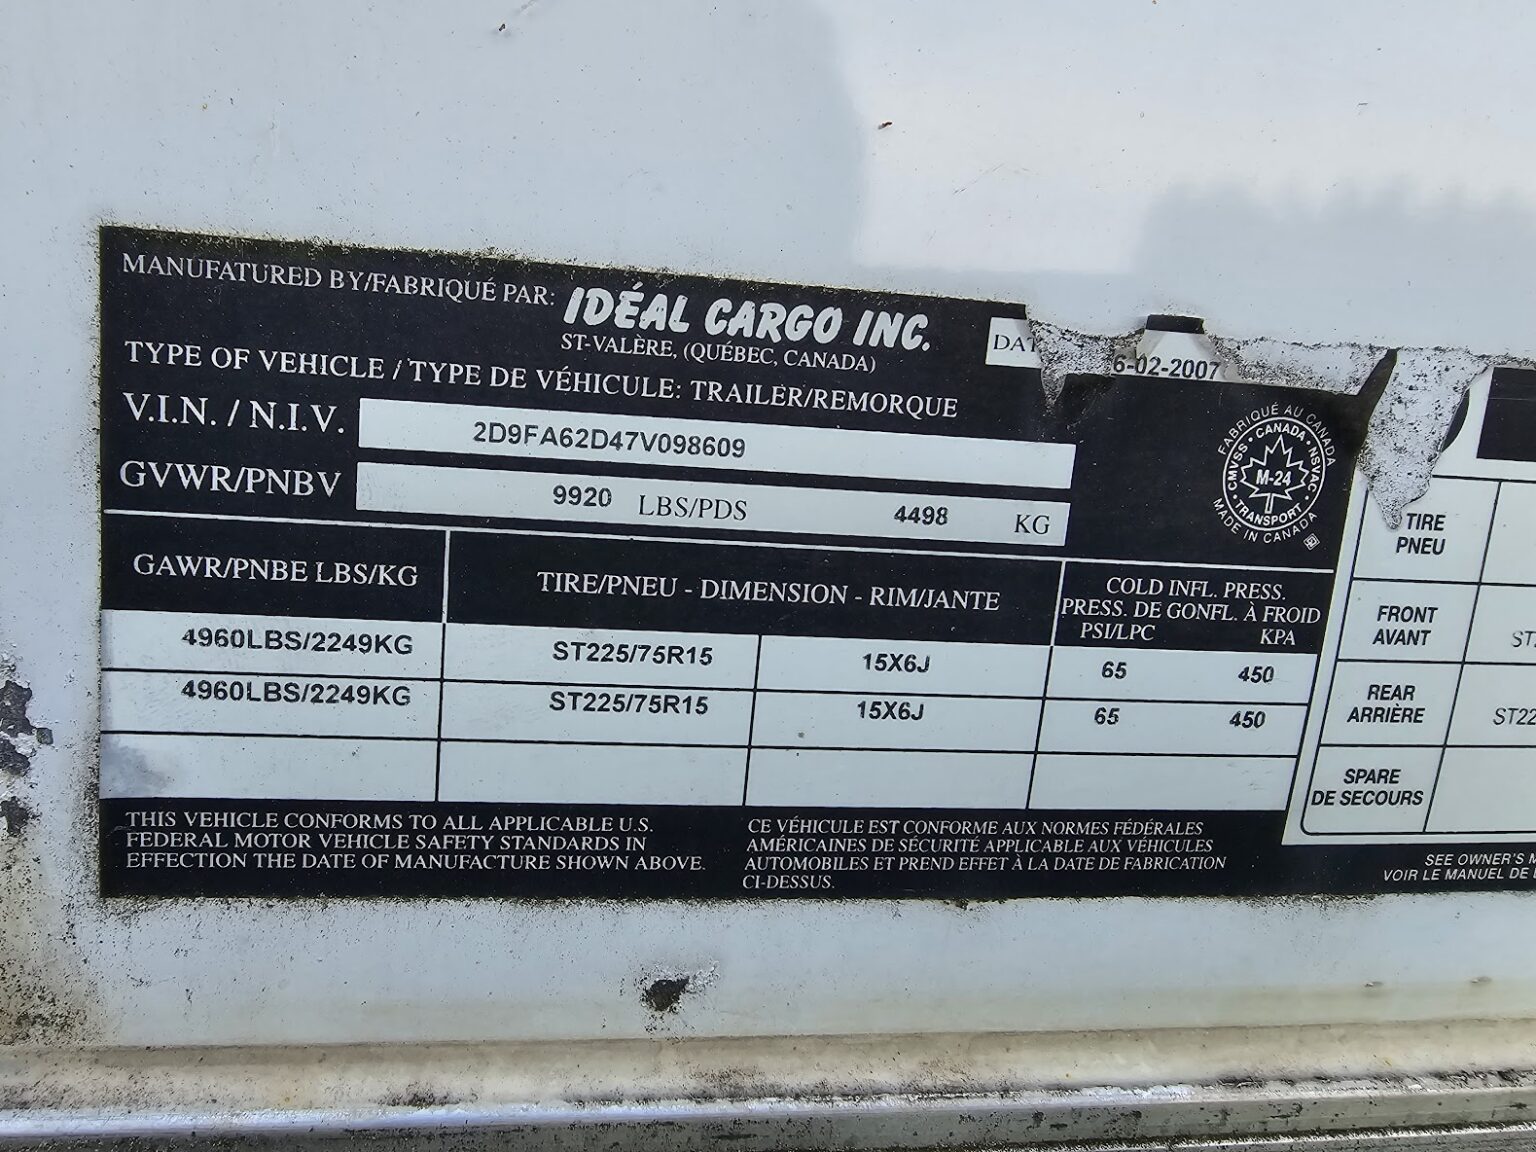 MANUFATURED BY/FABRIQUÉ PAR: IDÉAL CARGO INC.
ST-VALÈRE, (QUÉBEC, CANADA)
6-02-2007
TYPE OF VEHICLE / TYPE DE VÉHICULE: TRAILER/REMORQUE
V.I.N. / N.I.V. 2D9FA62D47V098609
GVWR/PNBV 9920 LBS/PDS 4498 KG
FABRIQUÉ AU CANADA
CMVSS • CANADA • NSVAC • TRANSPORT
M-24
MADE IN CANADA
GAWR/PNBE LBS/KG TIRE/PNEU - DIMENSION - RIM/JANTE COLD INFL. PRESS.
PRESS. DE GONFL. À FROID
PSI/LPC KPA
4960LBS/2249KG ST225/75R15 15X6J 65 450
4960LBS/2249KG ST225/75R15 15X6J 65 450
THIS VEHICLE CONFORMS TO ALL APPLICABLE U.S.
FEDERAL MOTOR VEHICLE SAFETY STANDARDS IN
EFFECTION THE DATE OF MANUFACTURE SHOWN ABOVE.
CE VÉHICULE EST CONFORME AUX NORMES FÉDÉRALES
AMÉRICAINES DE SÉCURITÉ APPLICABLE AUX VÉHICULES
AUTOMOBILES ET PREND EFFET À LA DATE DE FABRICATION
CI-DESSUS.
TIRE
PNEU
FRONT
AVANT
REAR
ARRIÈRE
SPARE
DE SECOURS
SEE OWNER'S
VOIR LE MANUEL DE